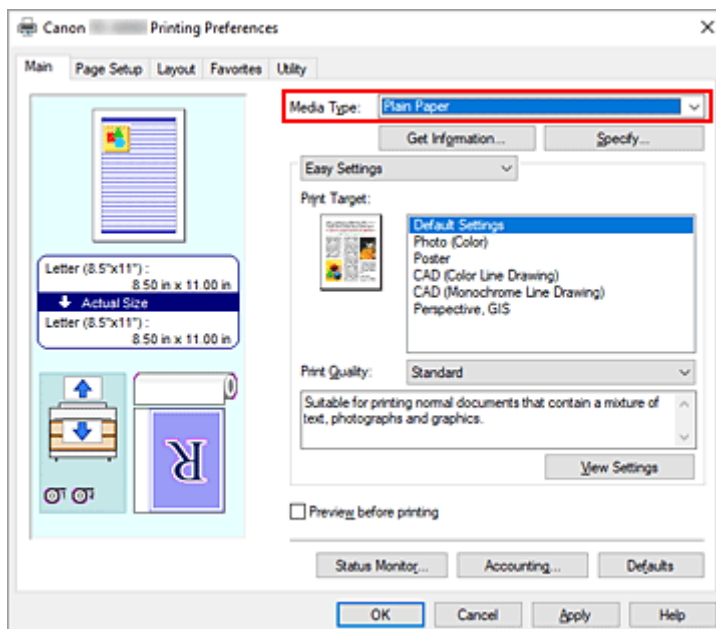 Canon Printing Preferences
Main Page Setup Layout Favorites Utility
Media Type: Plain Paper
Get Information... Specify...
Easy Settings
Print Target:
Default Settings
Photo (Color)
Poster
CAD (Color Line Drawing)
CAD (Monochrome Line Drawing)
Perspective, GIS
Letter (8.5"x11") :
8.50 in x 11.00 in
Actual Size
Letter (8.5"x11") :
8.50 in x 11.00 in
R
Print Quality: Standard
Suitable for printing normal documents that contain a mixture of
text, photographs and graphics.
View Settings
Preview before printing
Status Monitor... Accounting... Defaults
OK Cancel Apply Help